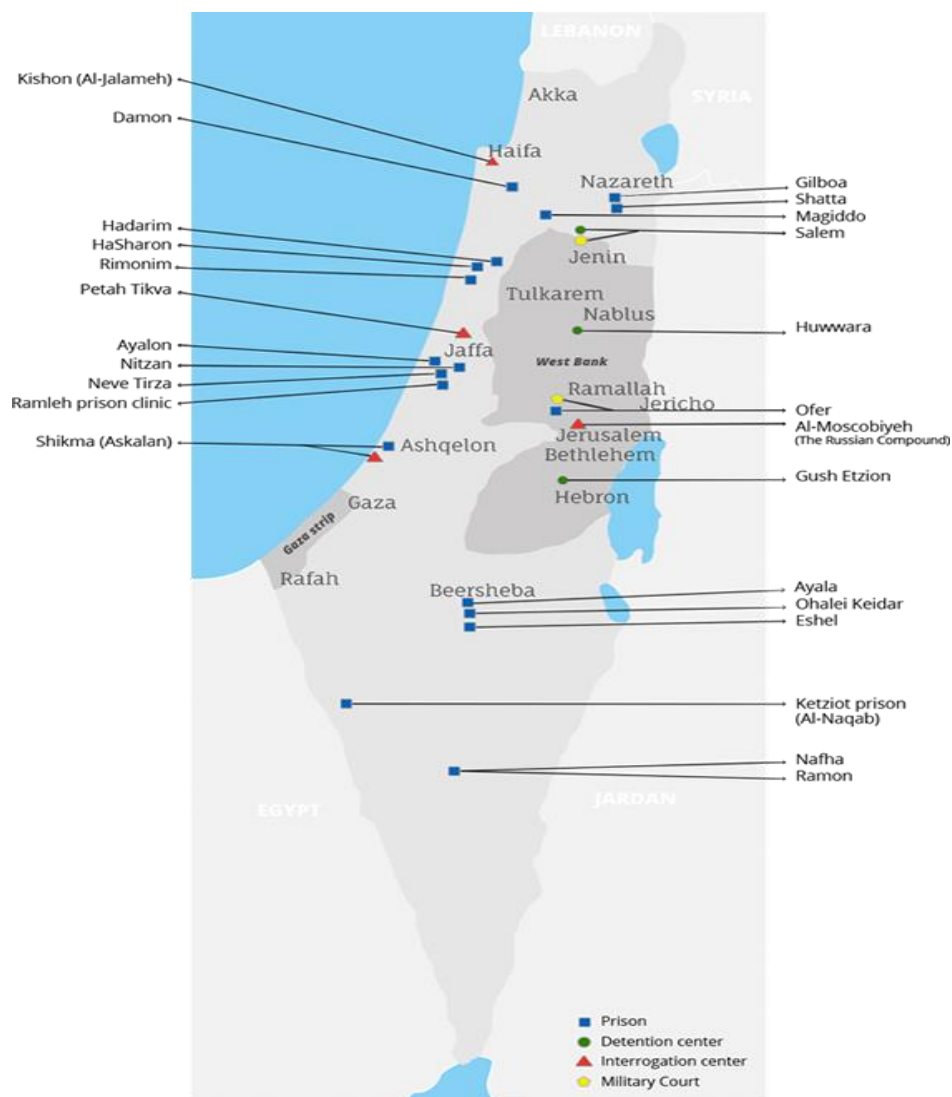 LEBANON
Kishon (Al-Jalameh)
Akka
SYRIA
Damon
Haifa
Nazareth
Gilboa
Shatta
Magiddo
Hadarim
Salem
HaSharon
Jenin
Rimonim
Petah Tikva
Tulkarem
Nablus
Huwwara
Ayalon
Jaffa
Nitzan
West Bank
Neve Tirza
Ramallah
Ramleh prison clinic
Jericho
Ofer
Al-Moscobiyeh
(The Russian Compound)
Shikma (Askalan)
Ashqelon
Jerusalem
Bethlehem
Gush Etzion
Hebron
Gaza
Gaza strip
Rafah
Beersheba
Ayala
Ohalei Keidar
Eshel
Ketziot prison
(Al-Naqab)
Nafha
Ramon
EGYPT
JARDAN
Prison
Detention center
Interrogation center
Military Court